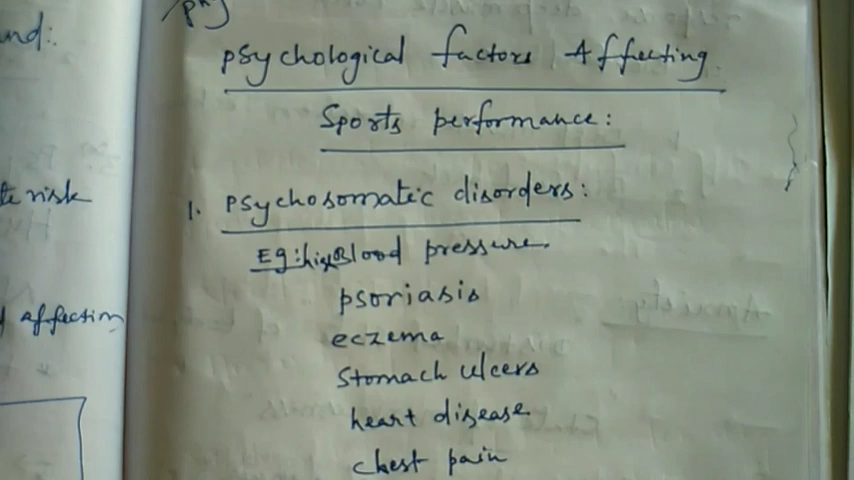 und:
te risk
affection
psychological factors Affecting
Sports performance:
1. psychosomatic disorders:
Eg: high Blood pressure.
psoriasis
eczema
Stomach ulcers
heart disease
chest pain